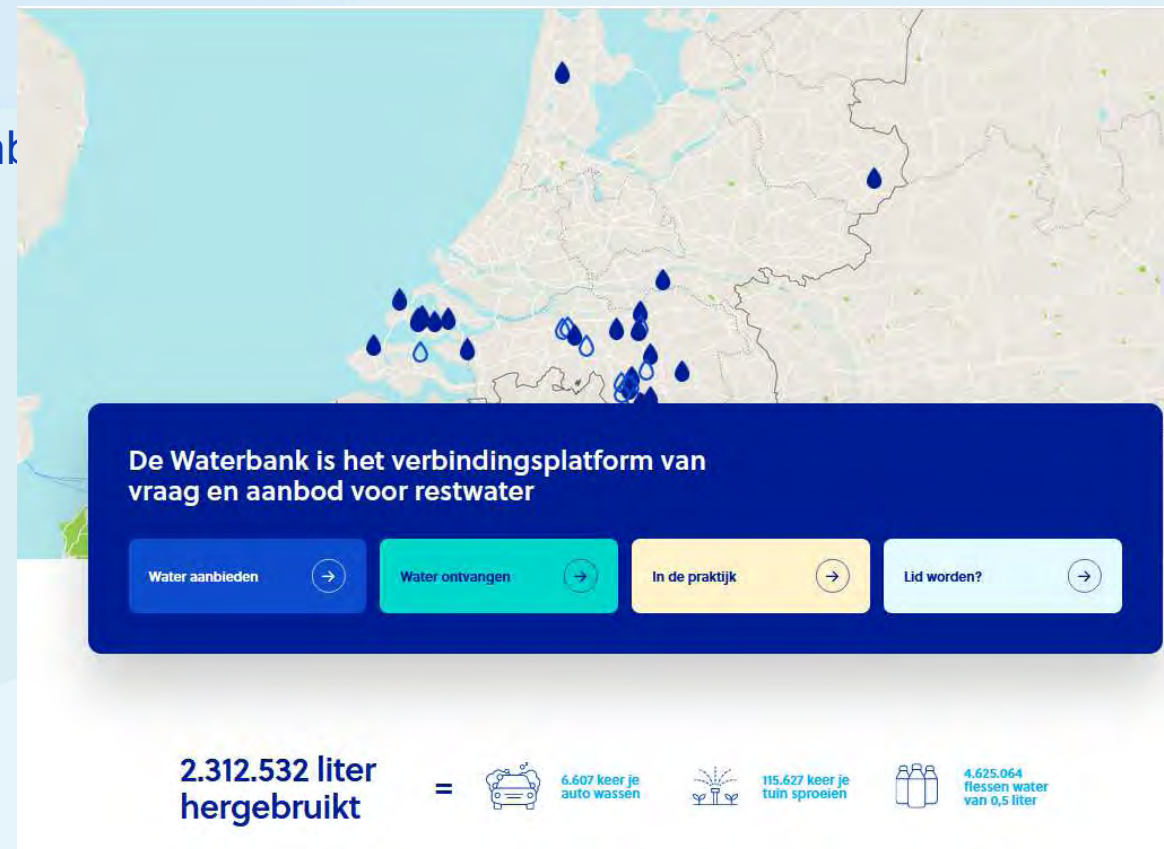 De Waterbank is het verbindingsplatform van
vraag en aanbod voor restwater
Water aanbieden
Water ontvangen
In de praktijk
Lid worden?
2.312.532 liter
hergebruikt
=
6.607 keer je
auto wassen
115.627 keer je
tuin sproeien
4.625.064
flessen water
van 0,5 liter